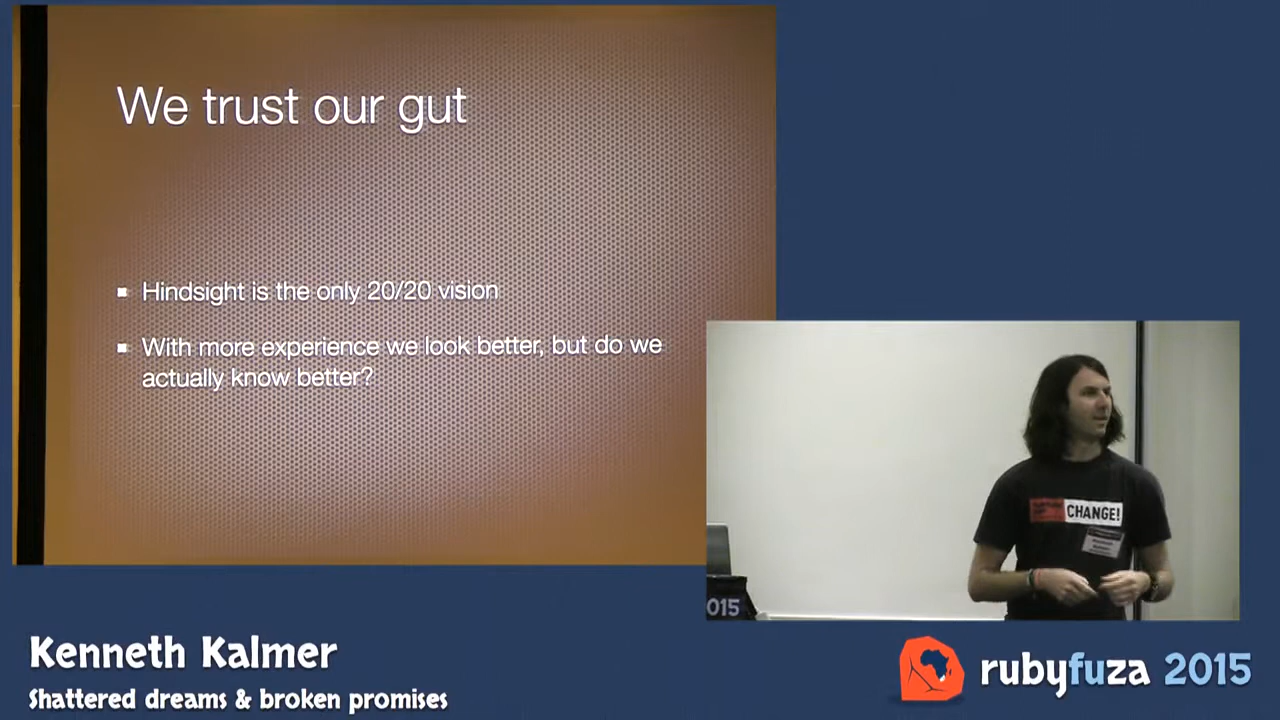 We trust our gut
Hindsight is the only 20/20 vision
With more experience we look better, but do we
actually know better?
CHANGE!
015
Kenneth Kalmer
Shattered dreams & broken promises
rubyfuza 2015